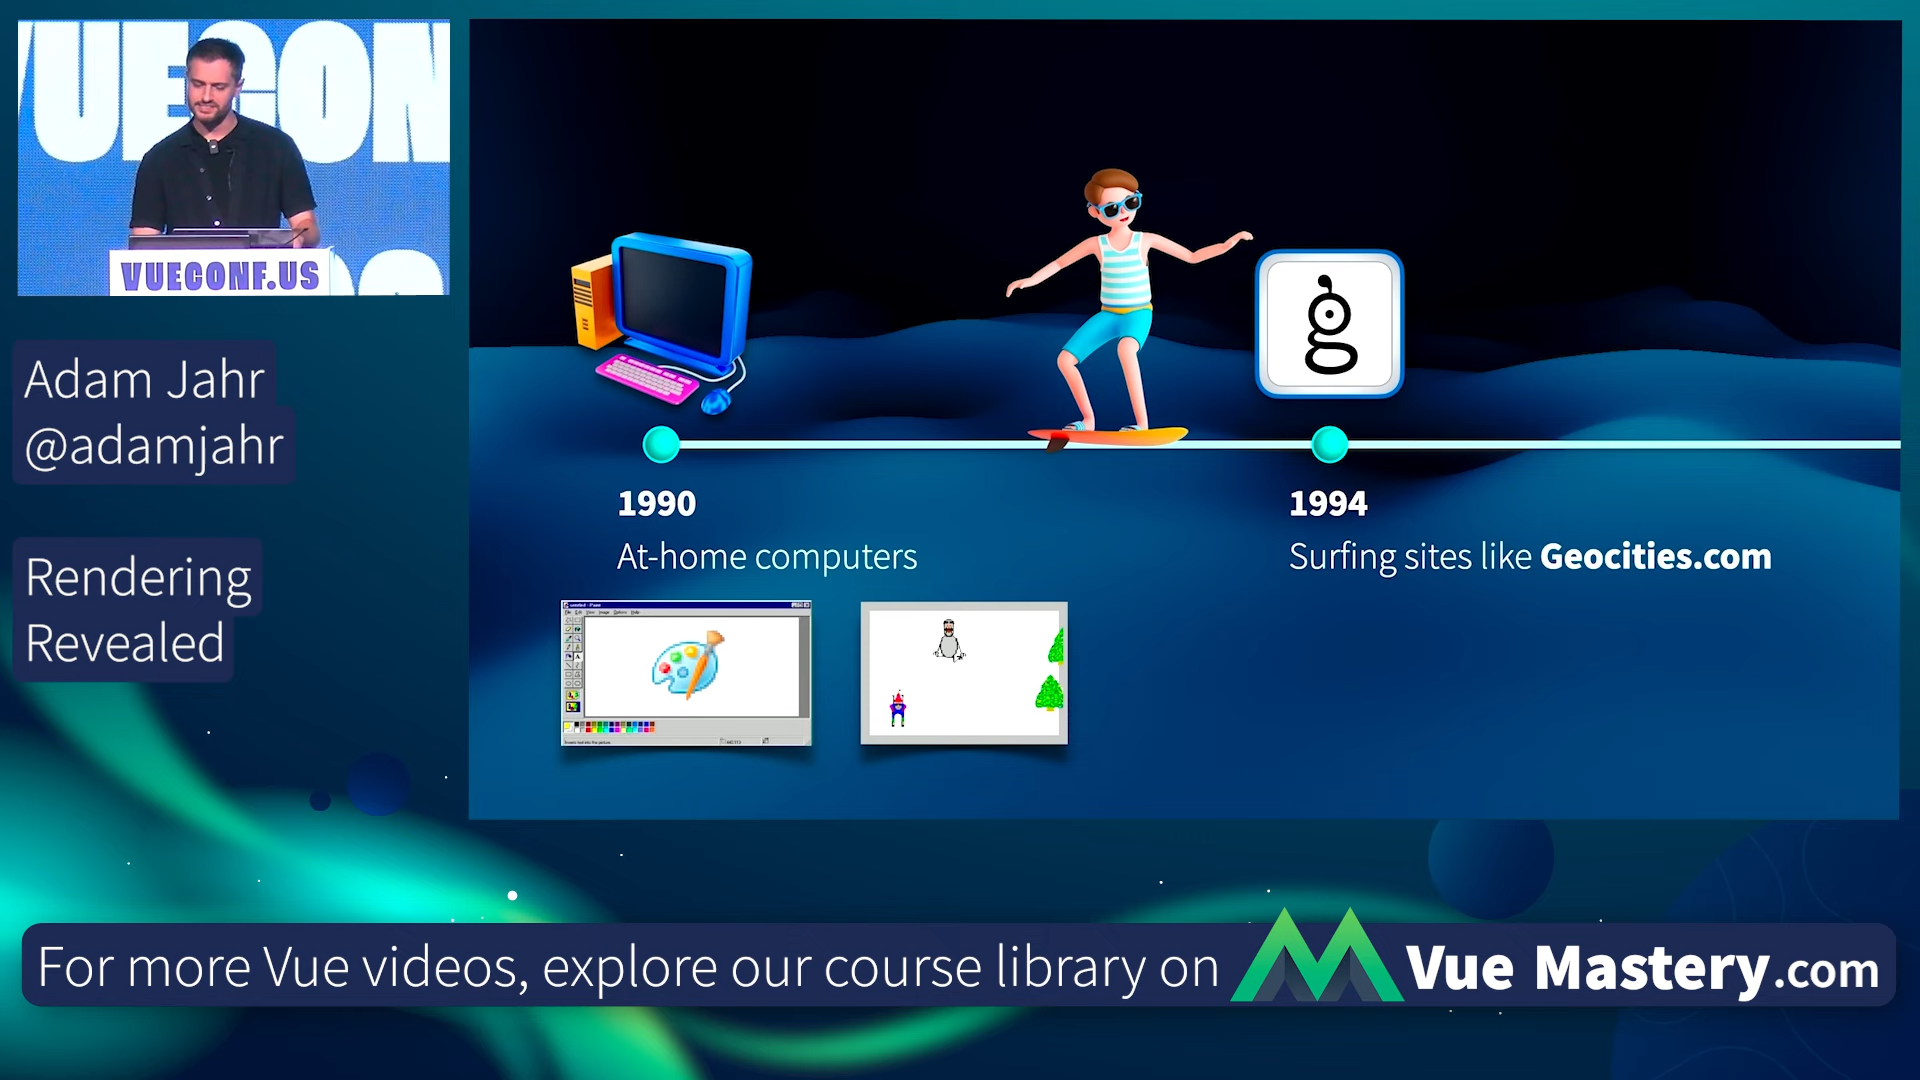 VUECON
VUECONF.US
Adam Jahr
@adamjahr
Rendering
Revealed
g
1990
At-home computers
1994
Surfing sites like Geocities.com
For more Vue videos, explore our course library on Vue Mastery.com